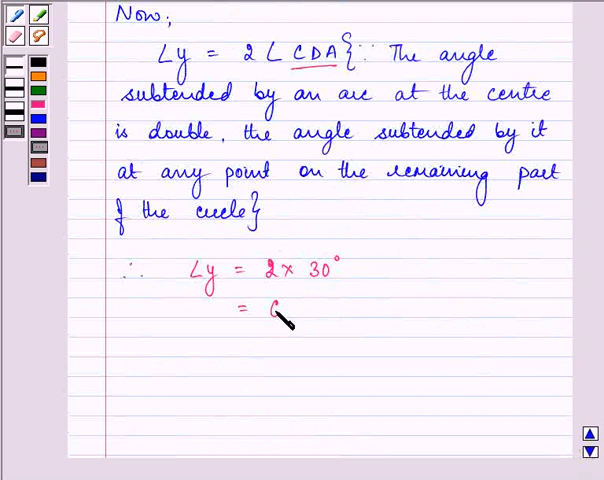 Now;
∠y = 2 ∠ CDA {∵ The angle
subtended by an arc at the centre
is double, the angle subtended by it
at any point on the remaining part
of the circle}
∴ ∠y = 2 × 30°
=